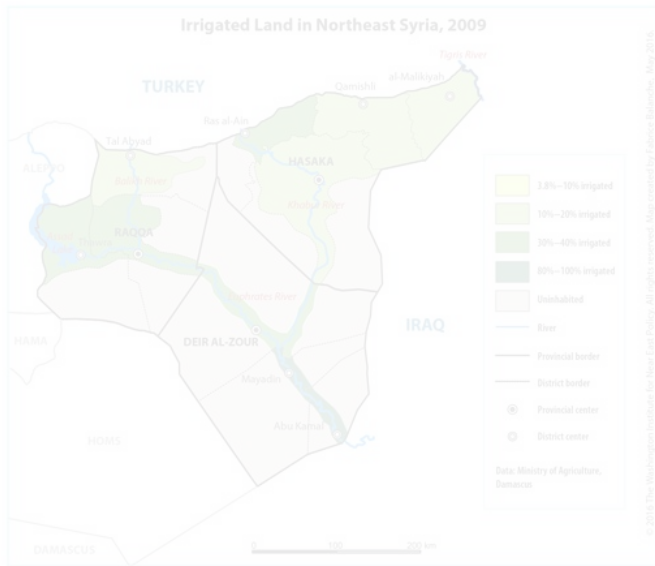 Irrigated Land in Northeast Syria, 2009
Tigris River
al-Malikiyah
Qamishli
TURKEY
Ras al-Ain
Tal Abyad
ALEPPO
HASAKA
Balikh River
Khabur River
RAQQA
Euphrates River
DEIR AL-ZOUR
IRAQ
HAMA
Mayadin
Abu Kamal
HOMS
DAMASCUS
0 100 200 km
3.8%–10% irrigated
10%–20% irrigated
30%–40% irrigated
80%–100% irrigated
Uninhabited
River
Provincial border
District border
Provincial center
District center
Data: Ministry of Agriculture,
Damascus
© 2016 The Washington Institute for Near East Policy. All rights reserved. Map created by Fabrice Balanche, May 2016.